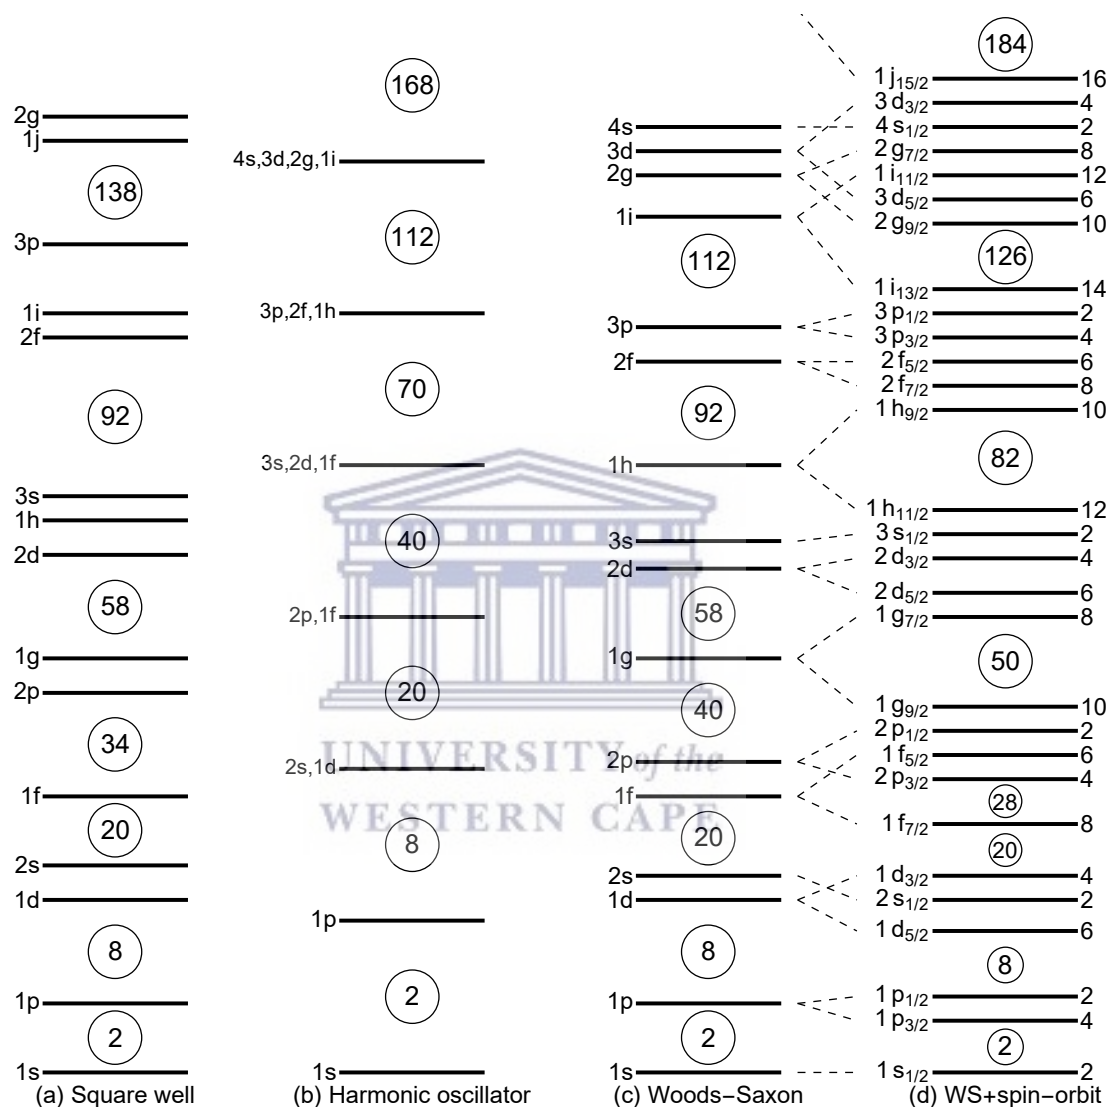 2g
1j
138
3p
1i
2f
92
3s
1h
2d
58
1g
2p
34
1f
20
2s
1d
8
1p
2
1s
(a) Square well
168
4s,3d,2g,1i
112
3p,2f,1h
70
3s,2d,1f
40
2p,1f
20
2s,1d
8
1p
2
1s
(b) Harmonic oscillator
4s
3d
2g
1i
112
3p
2f
92
1h
3s
2d
58
1g
40
2p
1f
20
2s
1d
8
1p
2
1s
(c) Woods−Saxon
184
1j15/2 16
3d3/2 4
4s1/2 2
2g7/2 8
1i11/2 12
3d5/2 6
2g9/2 10
126
1i13/2 14
3p1/2 2
3p3/2 4
2f5/2 6
2f7/2 8
1h9/2 10
82
1h11/2 12
3s1/2 2
2d3/2 4
2d5/2 6
1g7/2 8
50
1g9/2 10
2p1/2 2
1f5/2 6
2p3/2 4
28
1f7/2 8
20
1d3/2 4
2s1/2 2
1d5/2 6
8
1p1/2 2
1p3/2 4
2
1s1/2 2
(d) WS+spin−orbit
UNIVERSITY of the
WESTERN CAPE